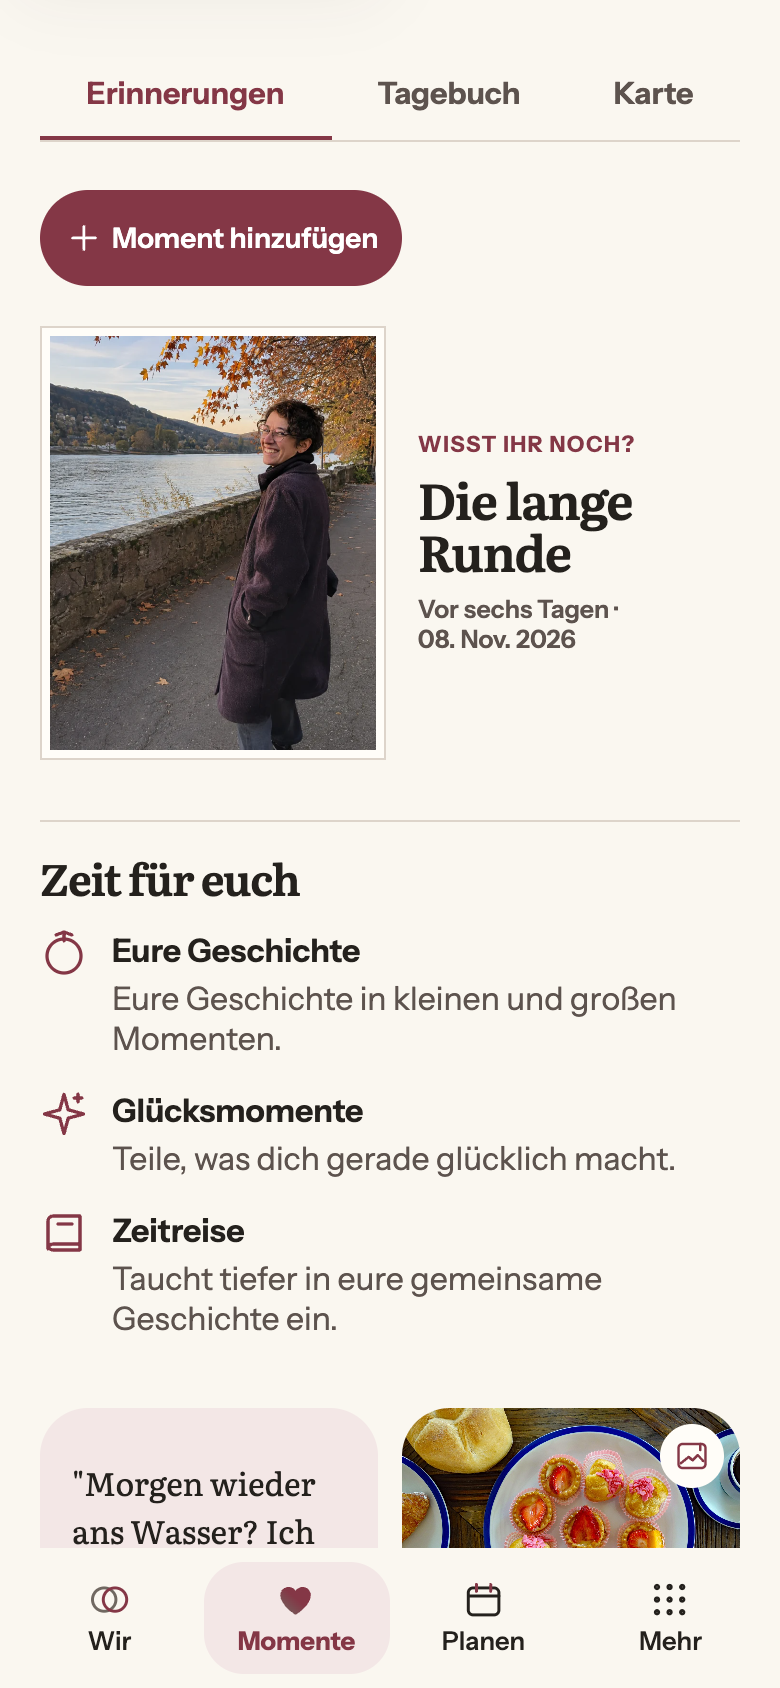 Erinnerungen
Tagebuch
Karte
Moment hinzufügen
WISST IHR NOCH?
Die lange
Runde
Vor sechs Tagen ·
08. Nov. 2026
Zeit für euch
Eure Geschichte
Eure Geschichte in kleinen und großen
Momenten.
Glücksmomente
Teile, was dich gerade glücklich macht.
Zeitreise
Taucht tiefer in eure gemeinsame
Geschichte ein.
"Morgen wieder
ans Wasser? Ich
Wir
Momente
Planen
Mehr